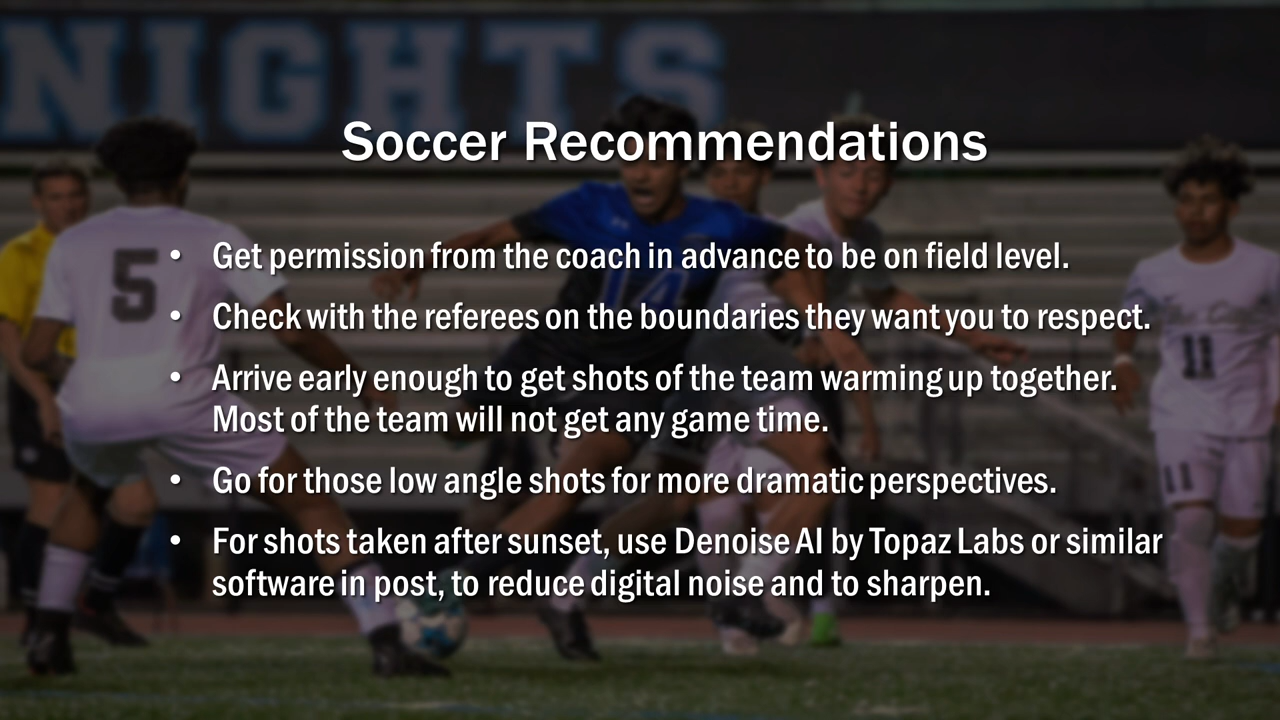 NIGHTS
Soccer Recommendations
• Get permission from the coach in advance to be on field level.
5
14
• Check with the referees on the boundaries they want you to respect.
11
• Arrive early enough to get shots of the team warming up together.
Most of the team will not get any game time.
• Go for those low angle shots for more dramatic perspectives.
11
• For shots taken after sunset, use Denoise AI by Topaz Labs or similar
software in post, to reduce digital noise and to sharpen.